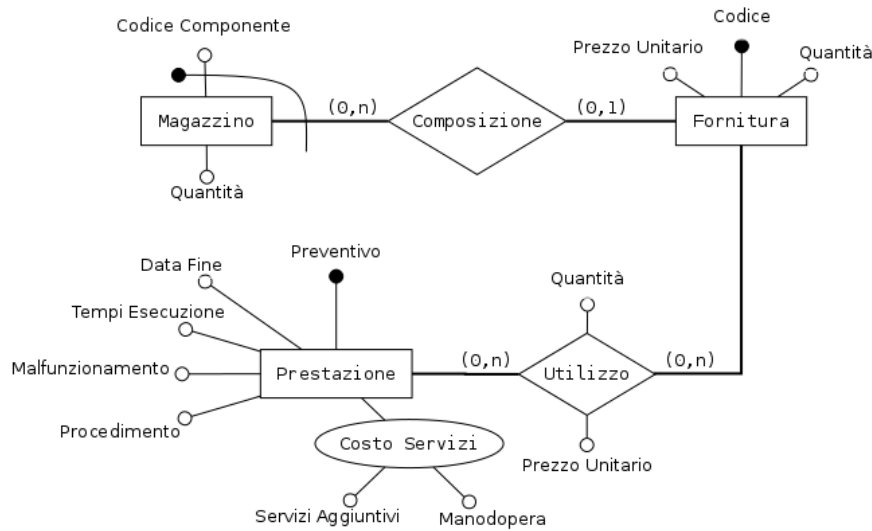 Codice Componente
Codice
Prezzo Unitario
Quantità
Magazzino
(0,n)
Composizione
(0,1)
Fornitura
Quantità
Preventivo
Data Fine
Quantità
Tempi Esecuzione
Malfunzionamento
Prestazione
(0,n)
Utilizzo
(0,n)
Procedimento
Costo Servizi
Prezzo Unitario
Servizi Aggiuntivi
Manodopera